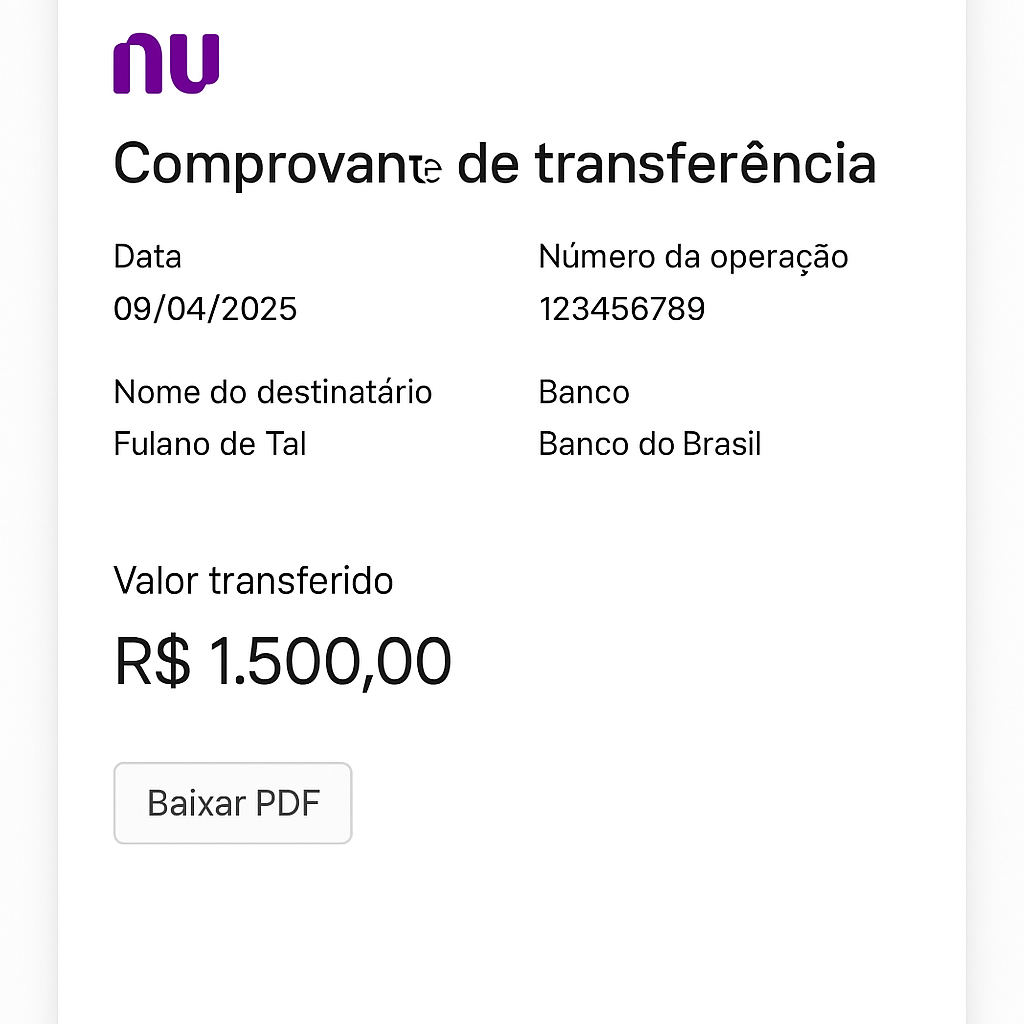 nu
Comprovante de transferência
Data
09/04/2025
Número da operação
123456789
Nome do destinatário
Fulano de Tal
Banco
Banco do Brasil
Valor transferido
R$ 1.500,00
Baixar PDF